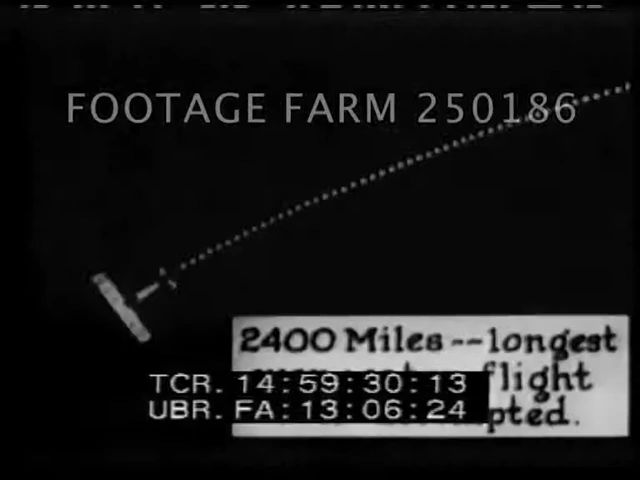 FOOTAGE FARM 250186
2400 Miles--longest
flight
TCR. 14:59:30:13
UBR. FA:13:06:24